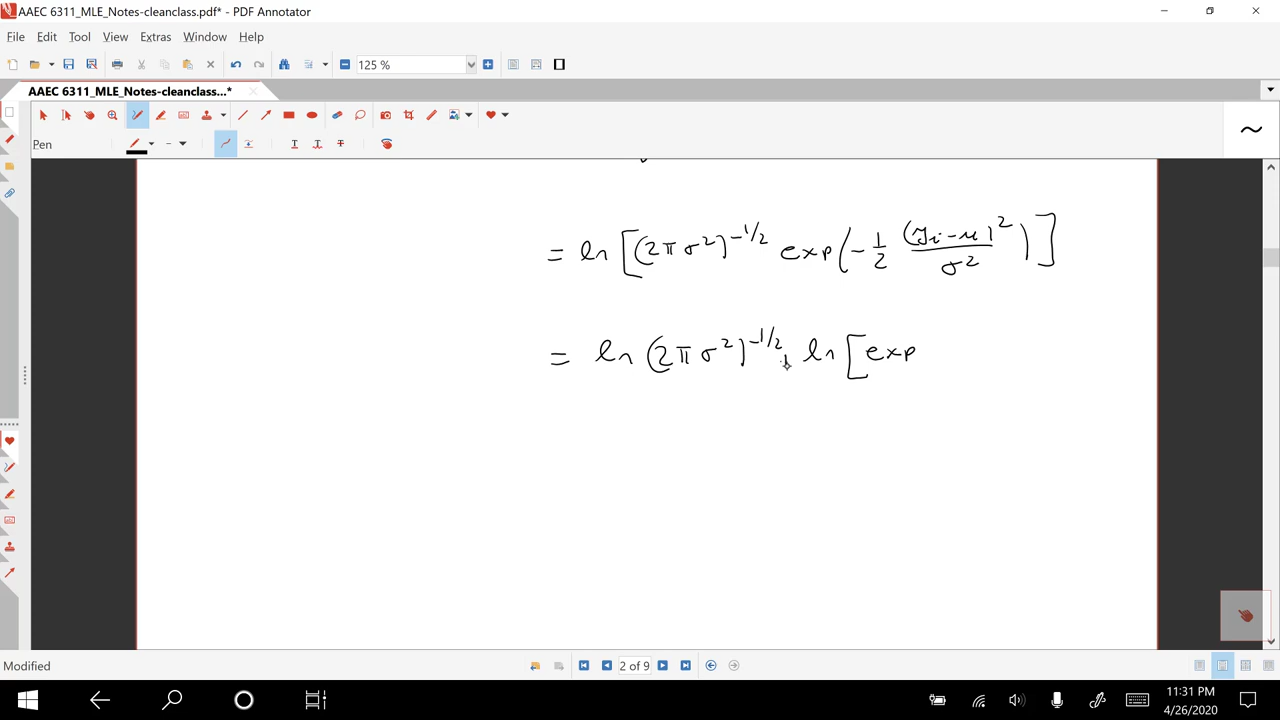 AAEC 6311_MLE_Notes-cleanclass.pdf* - PDF Annotator
File Edit Tool View Extras Window Help
125 %
AAEC 6311_MLE_Notes-cleanclass...*
Pen
= ln [(2πσ²)^-1/2 exp(-1/2 (yi-μ)²/σ²)]
= ln (2πσ²)^-1/2 + ln [exp
Modified
2 of 9
11:31 PM
4/26/2020